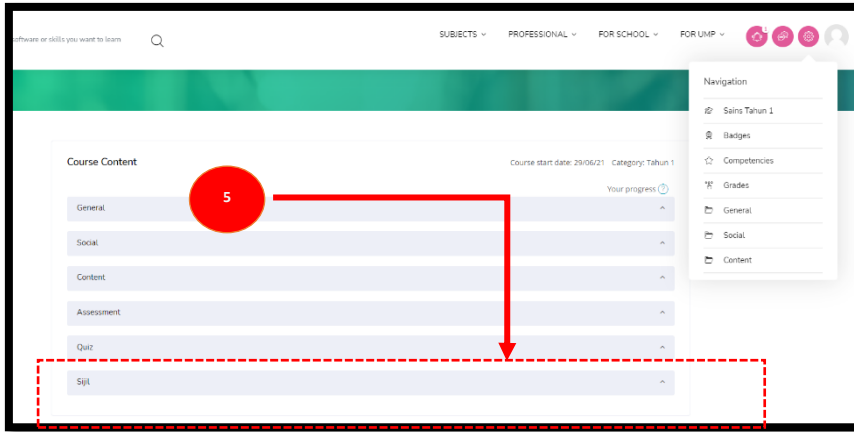 software or skills you want to learn
SUBJECTS
PROFESSIONAL
FOR SCHOOL
FOR UMP
1
Navigation
Sains Tahun 1
Badges
Competencies
Grades
General
Social
Content
Course Content
Course start date: 29/06/21 Category: Tahun 1
Your progress
5
General
Social
Content
Assessment
Quiz
Sijil